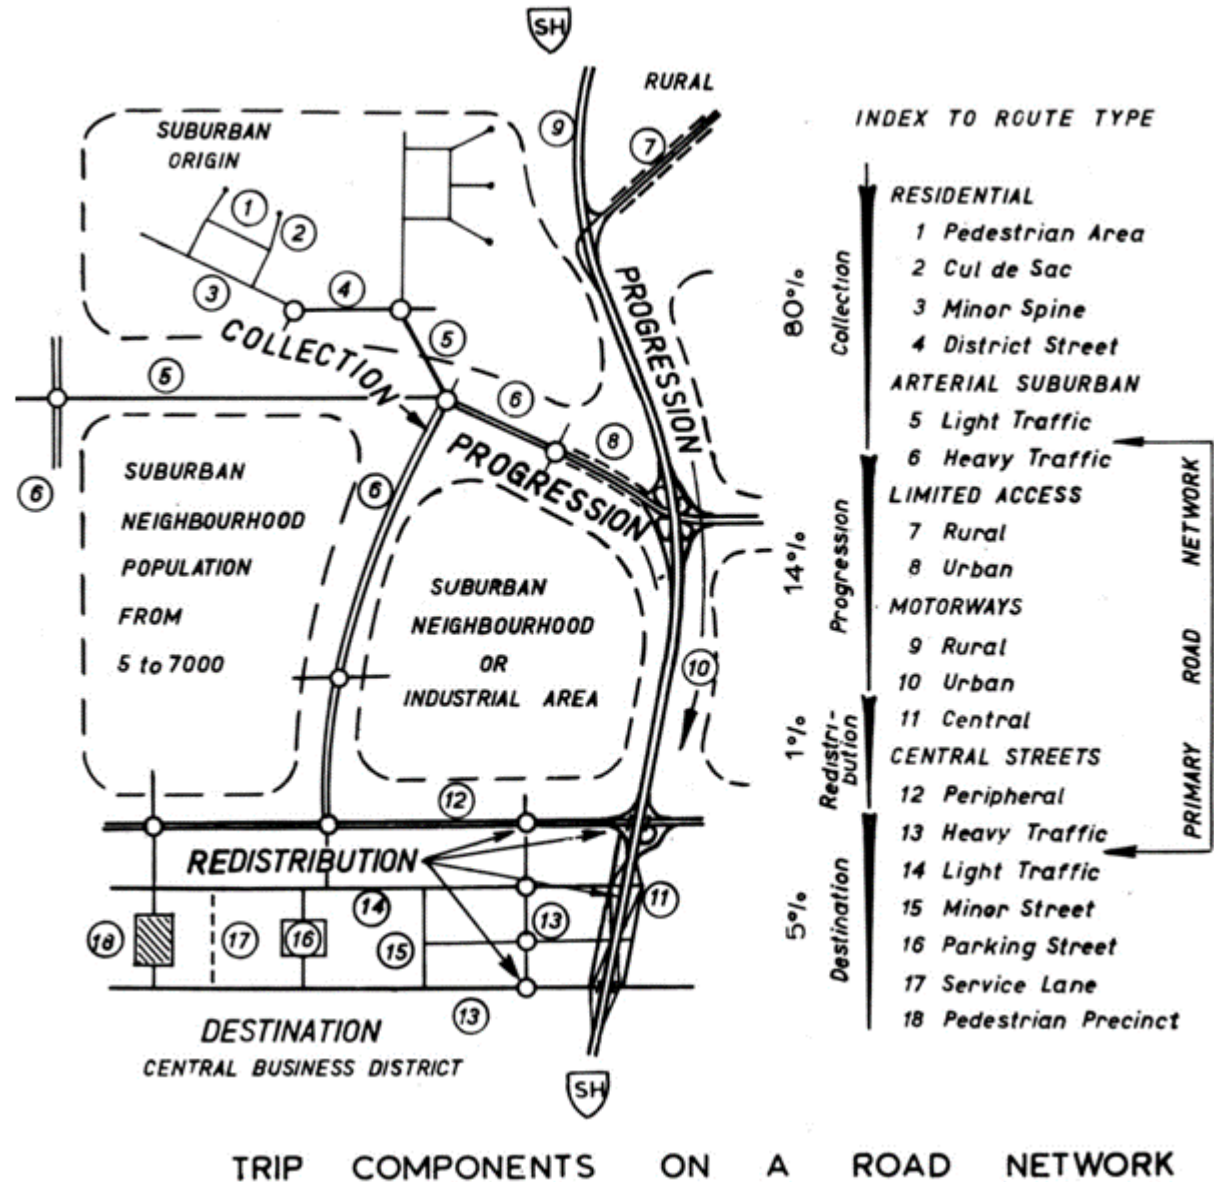 SH
RURAL
9
7
SUBURBAN
ORIGIN
1
2
3
4
5
COLLECTION
PROGRESSION
5
6
8
6
PROGRESSION
6
SUBURBAN
NEIGHBOURHOOD
POPULATION
FROM
5 to 7000
SUBURBAN
NEIGHBOURHOOD
OR
INDUSTRIAL AREA
10
12
REDISTRIBUTION
11
14
13
18
17
16
15
13
DESTINATION
CENTRAL BUSINESS DISTRICT
SH
INDEX TO ROUTE TYPE
80%
Collection
14%
Progression
1%
Redistri-
bution
5%
Destination
RESIDENTIAL
1 Pedestrian Area
2 Cul de Sac
3 Minor Spine
4 District Street
ARTERIAL SUBURBAN
5 Light Traffic
6 Heavy Traffic
LIMITED ACCESS
7 Rural
8 Urban
MOTORWAYS
9 Rural
10 Urban
11 Central
CENTRAL STREETS
12 Peripheral
13 Heavy Traffic
14 Light Traffic
15 Minor Street
16 Parking Street
17 Service Lane
18 Pedestrian Precinct
PRIMARY ROAD NETWORK
TRIP COMPONENTS ON A ROAD NETWORK